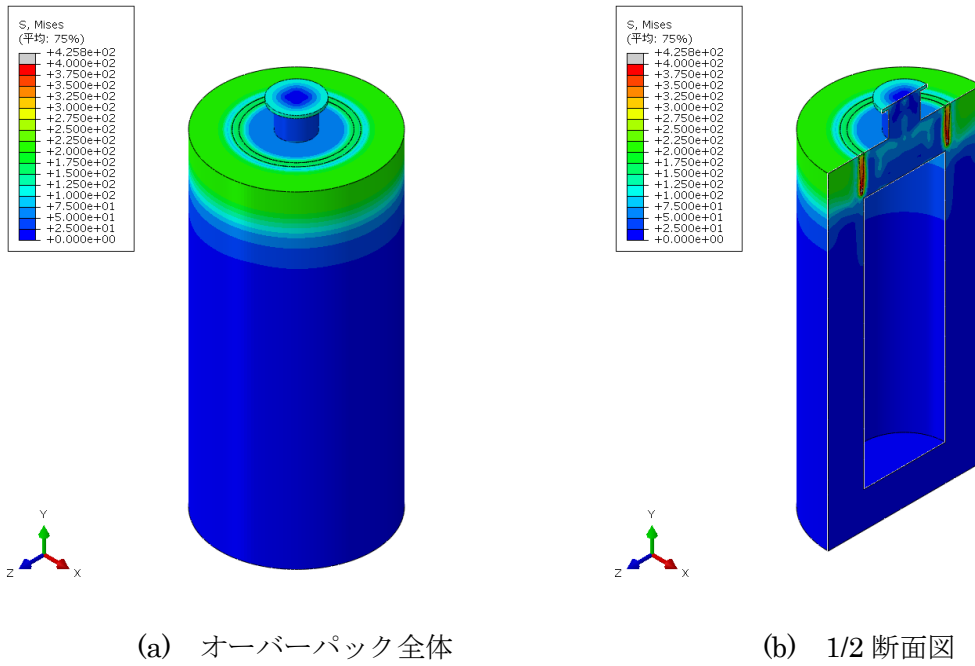 S, Mises
(平均: 75%)
+4.258e+02
+4.000e+02
+3.750e+02
+3.500e+02
+3.250e+02
+3.000e+02
+2.750e+02
+2.500e+02
+2.250e+02
+2.000e+02
+1.750e+02
+1.500e+02
+1.250e+02
+1.000e+02
+7.500e+01
+5.000e+01
+2.500e+01
+0.000e+00
Y
Z
X
(a) オーバーパック全体
S, Mises
(平均: 75%)
+4.258e+02
+4.000e+02
+3.750e+02
+3.500e+02
+3.250e+02
+3.000e+02
+2.750e+02
+2.500e+02
+2.250e+02
+2.000e+02
+1.750e+02
+1.500e+02
+1.250e+02
+1.000e+02
+7.500e+01
+5.000e+01
+2.500e+01
+0.000e+00
Y
Z
X
(b) 1/2 断面図